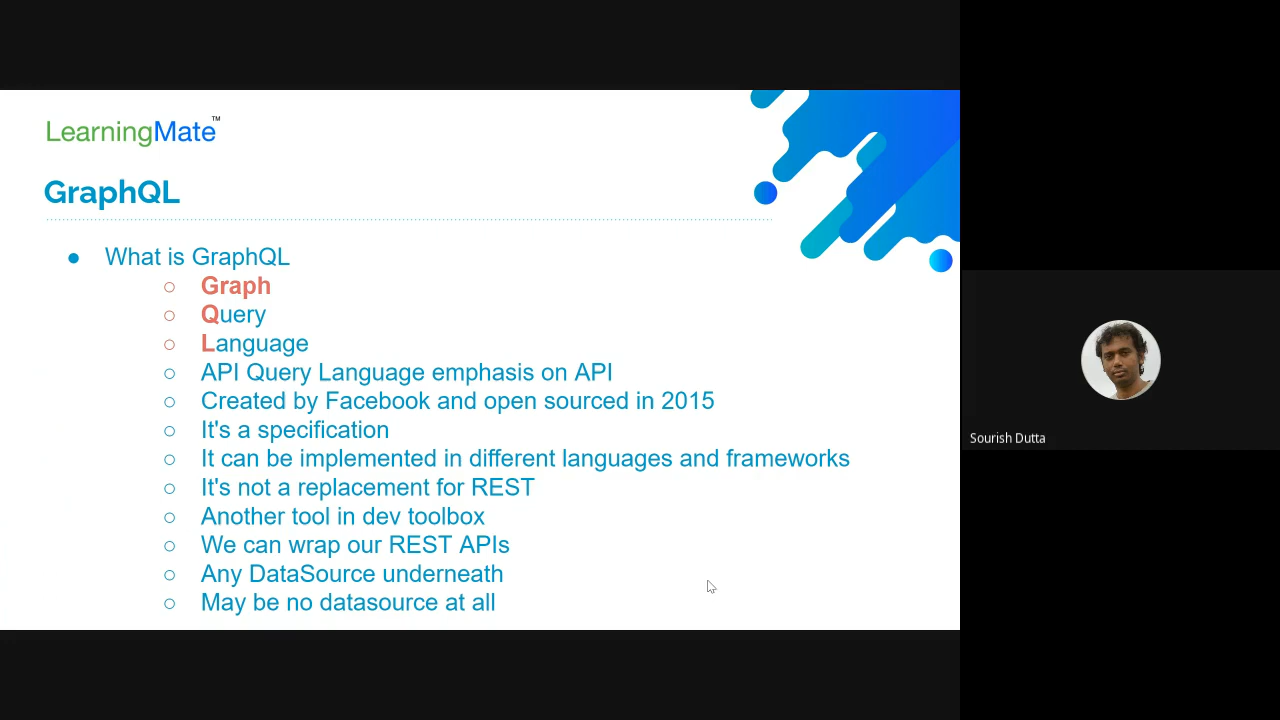 LearningMate™
GraphQL
● What is GraphQL
○ Graph
○ Query
○ Language
○ API Query Language emphasis on API
○ Created by Facebook and open sourced in 2015
○ It's a specification
○ It can be implemented in different languages and frameworks
○ It's not a replacement for REST
○ Another tool in dev toolbox
○ We can wrap our REST APIs
○ Any DataSource underneath
○ May be no datasource at all
Sourish Dutta